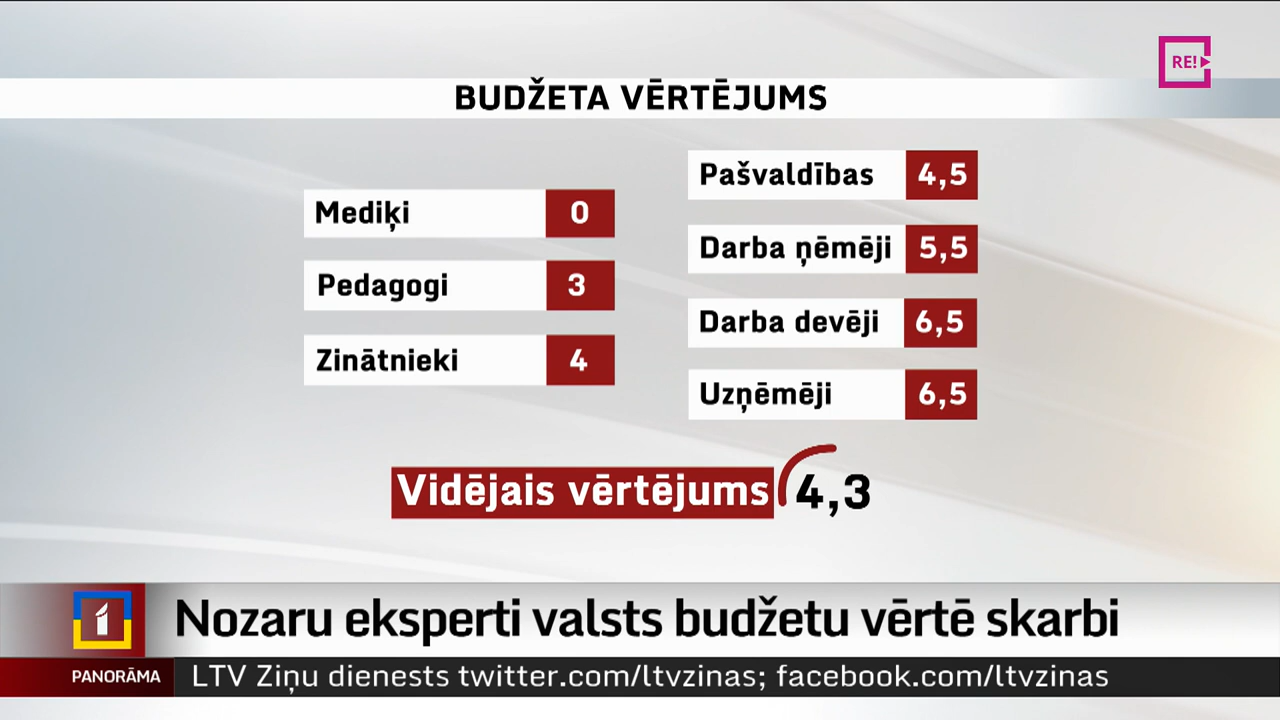 RE!
BUDŽETA VĒRTĒJUMS
Mediķi 0
Pedagogi 3
Zinātnieki 4
Pašvaldības 4,5
Darba ņēmēji 5,5
Darba devēji 6,5
Uzņēmēji 6,5
Vidējais vērtējums 4,3
1
Nozaru eksperti valsts budžetu vērtē skarbi
PANORĀMA
LTV Ziņu dienests twitter.com/ltvzinas; facebook.com/ltvzinas